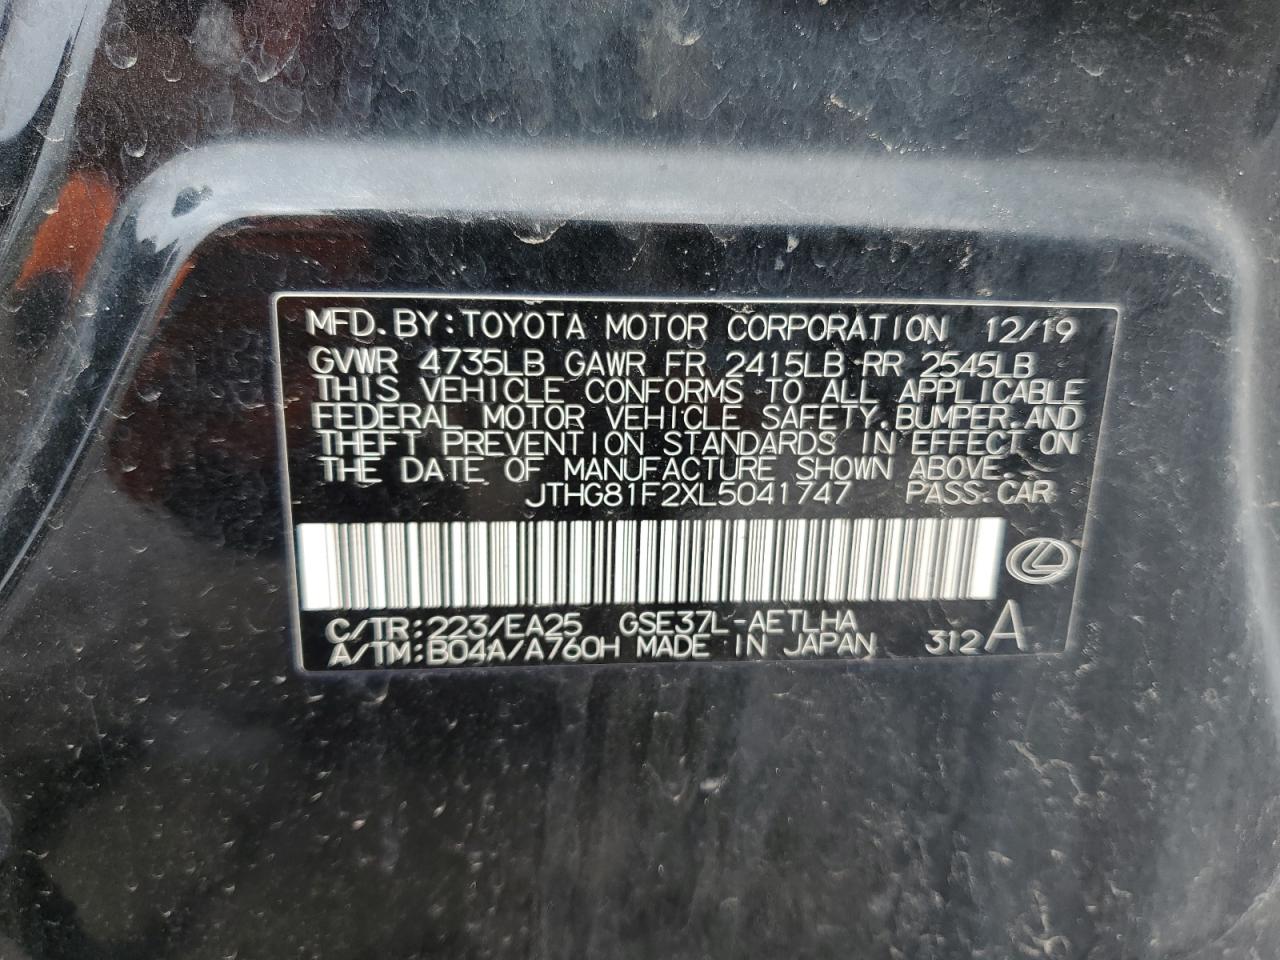 MFD.BY:TOYOTA MOTOR CORPORATION 12/19
GVWR 4735LB GAWR FR 2415LB RR 2545LB
THIS VEHICLE CONFORMS TO ALL APPLICABLE
FEDERAL MOTOR VEHICLE SAFETY,BUMPER,AND
THEFT PREVENTION STANDARDS IN EFFECT ON
THE DATE OF MANUFACTURE SHOWN ABOVE.
JTHG81F2XL5041747 PASS.CAR
C/TR:223/EA25 GSE37L-AETLHA
A/TM:B04A/A760H MADE IN JAPAN 312A